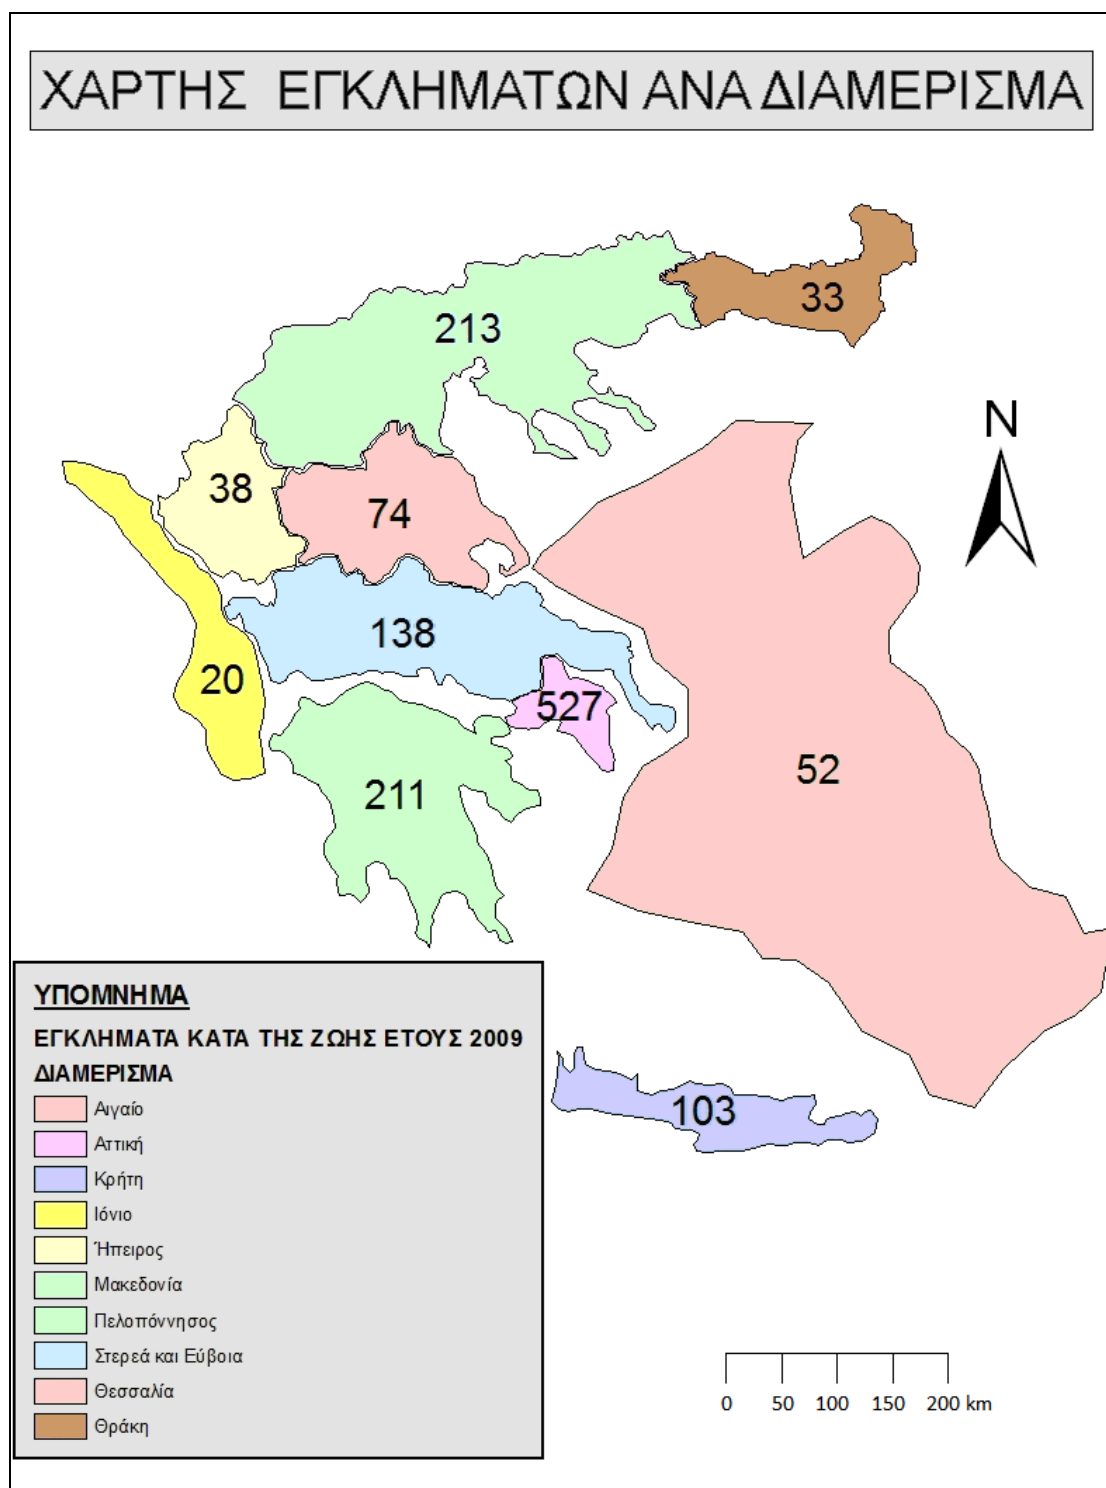 ΧΑΡΤΗΣ ΕΓΚΛΗΜΑΤΩΝ ΑΝΑ ΔΙΑΜΕΡΙΣΜΑ
33
213
N
38
74
138
20
527
52
211
103
ΥΠΟΜΝΗΜΑ
ΕΓΚΛΗΜΑΤΑ ΚΑΤΑ ΤΗΣ ΖΩΗΣ ΕΤΟΥΣ 2009
ΔΙΑΜΕΡΙΣΜΑ
Αιγαίο
Αττική
Κρήτη
Ιόνιο
Ήπειρος
Μακεδονία
Πελοπόννησος
Στερεά και Εύβοια
Θεσσαλία
Θράκη
0 50 100 150 200 km